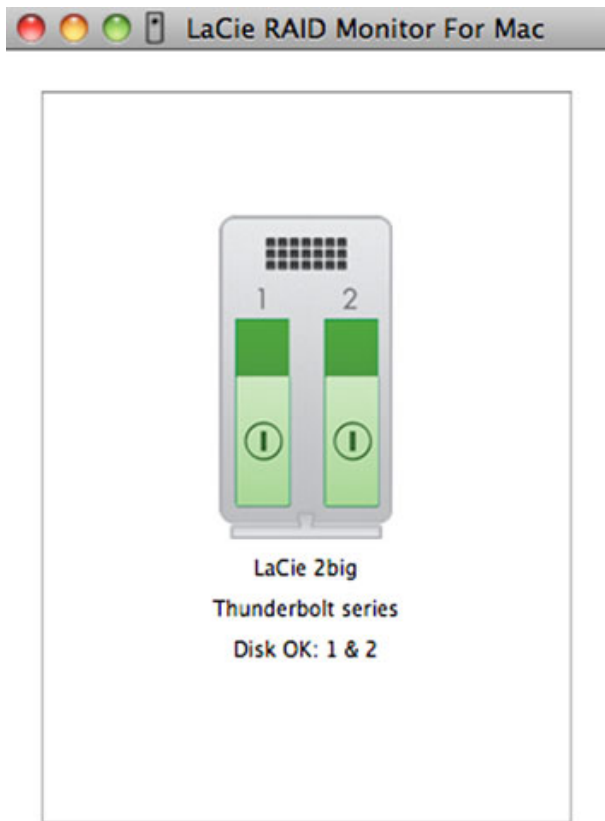 LaCie RAID Monitor For Mac
1 2
LaCie 2big
Thunderbolt series
Disk OK: 1 & 2